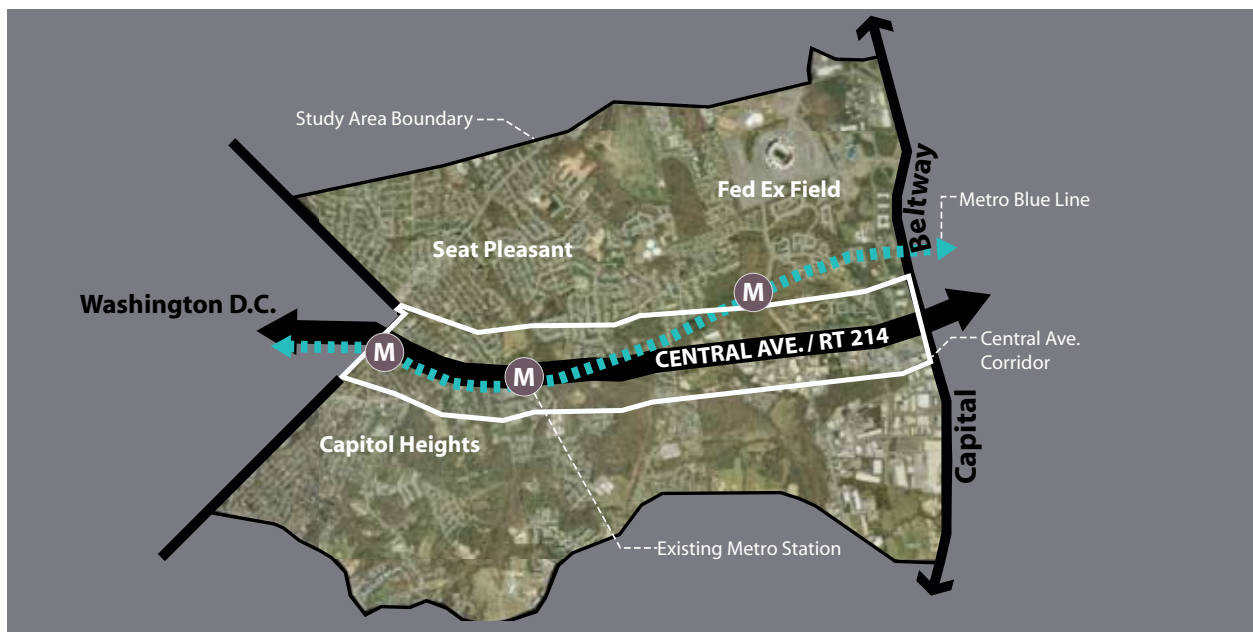 Study Area Boundary
Fed Ex Field
Beltway
Metro Blue Line
Seat Pleasant
Washington D.C.
M
M
M
CENTRAL AVE. / RT 214
Central Ave.
Corridor
Capital
Capitol Heights
Existing Metro Station